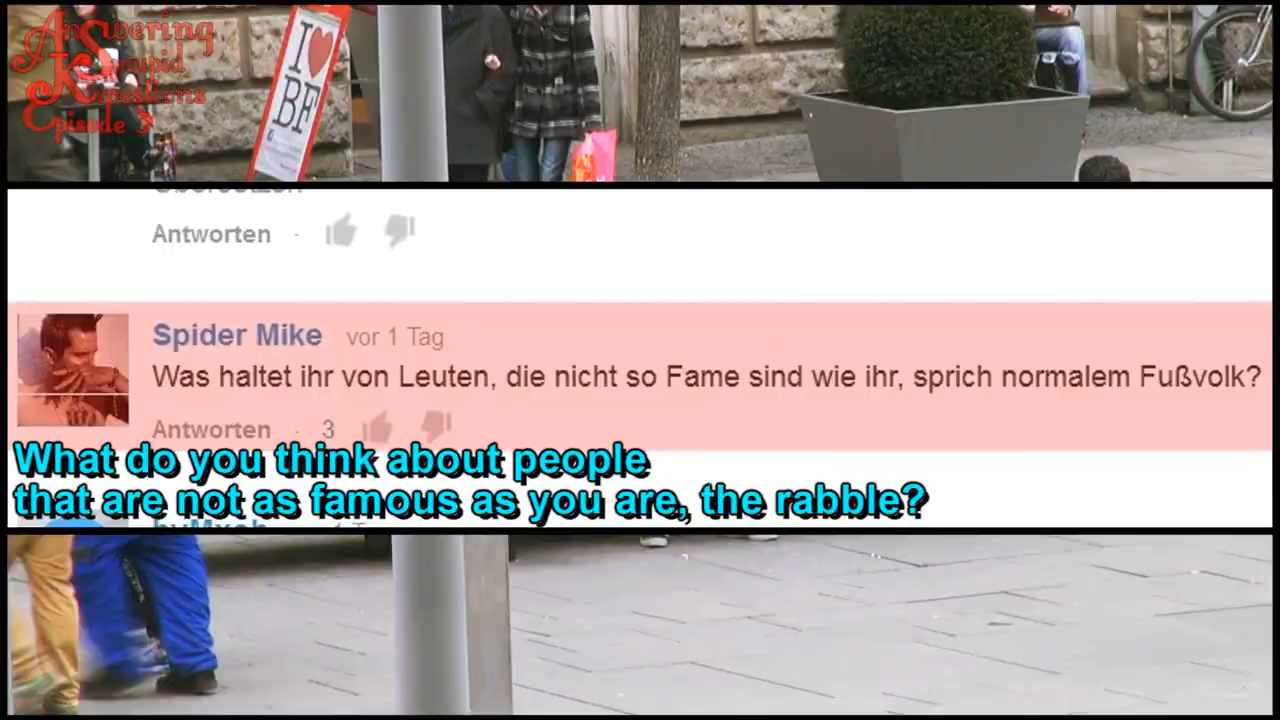 Answering
Stupid
Kwestions
Episode 3
I ♥
BF
Übersetzen
Antworten ·
Spider Mike vor 1 Tag
Was haltet ihr von Leuten, die nicht so Fame sind wie ihr, sprich normalem Fußvolk?
Antworten · 3
What do you think about people
that are not as famous as you are, the rabble?